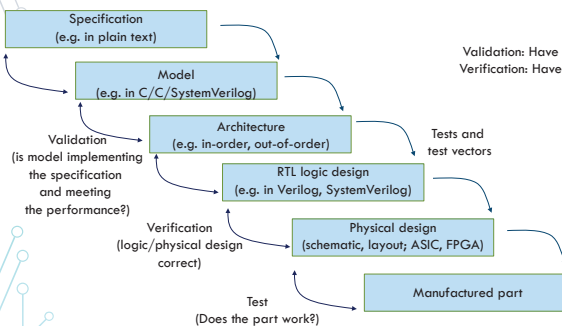 Specification
(e.g. in plain text)
Validation: Have
Verification: Have
Model
(e.g. in C/C/SystemVerilog)
Architecture
(e.g. in-order, out-of-order)
Validation
(is model implementing
the specification
and meeting
the performance?)
Tests and
test vectors
RTL logic design
(e.g. in Verilog, SystemVerilog)
Verification
(logic/physical design
correct)
Physical design
(schematic, layout; ASIC, FPGA)
Manufactured part
Test
(Does the part work?)